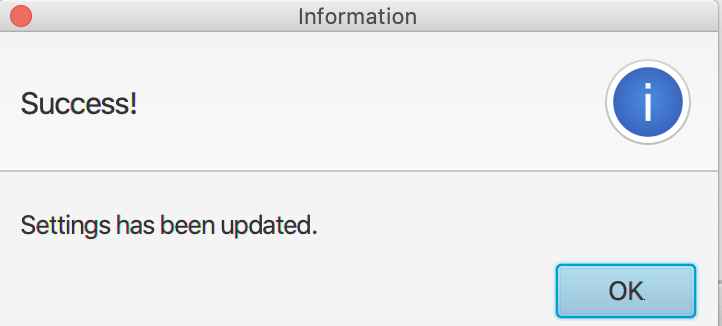 Information
Success!
i
Settings has been updated.
OK